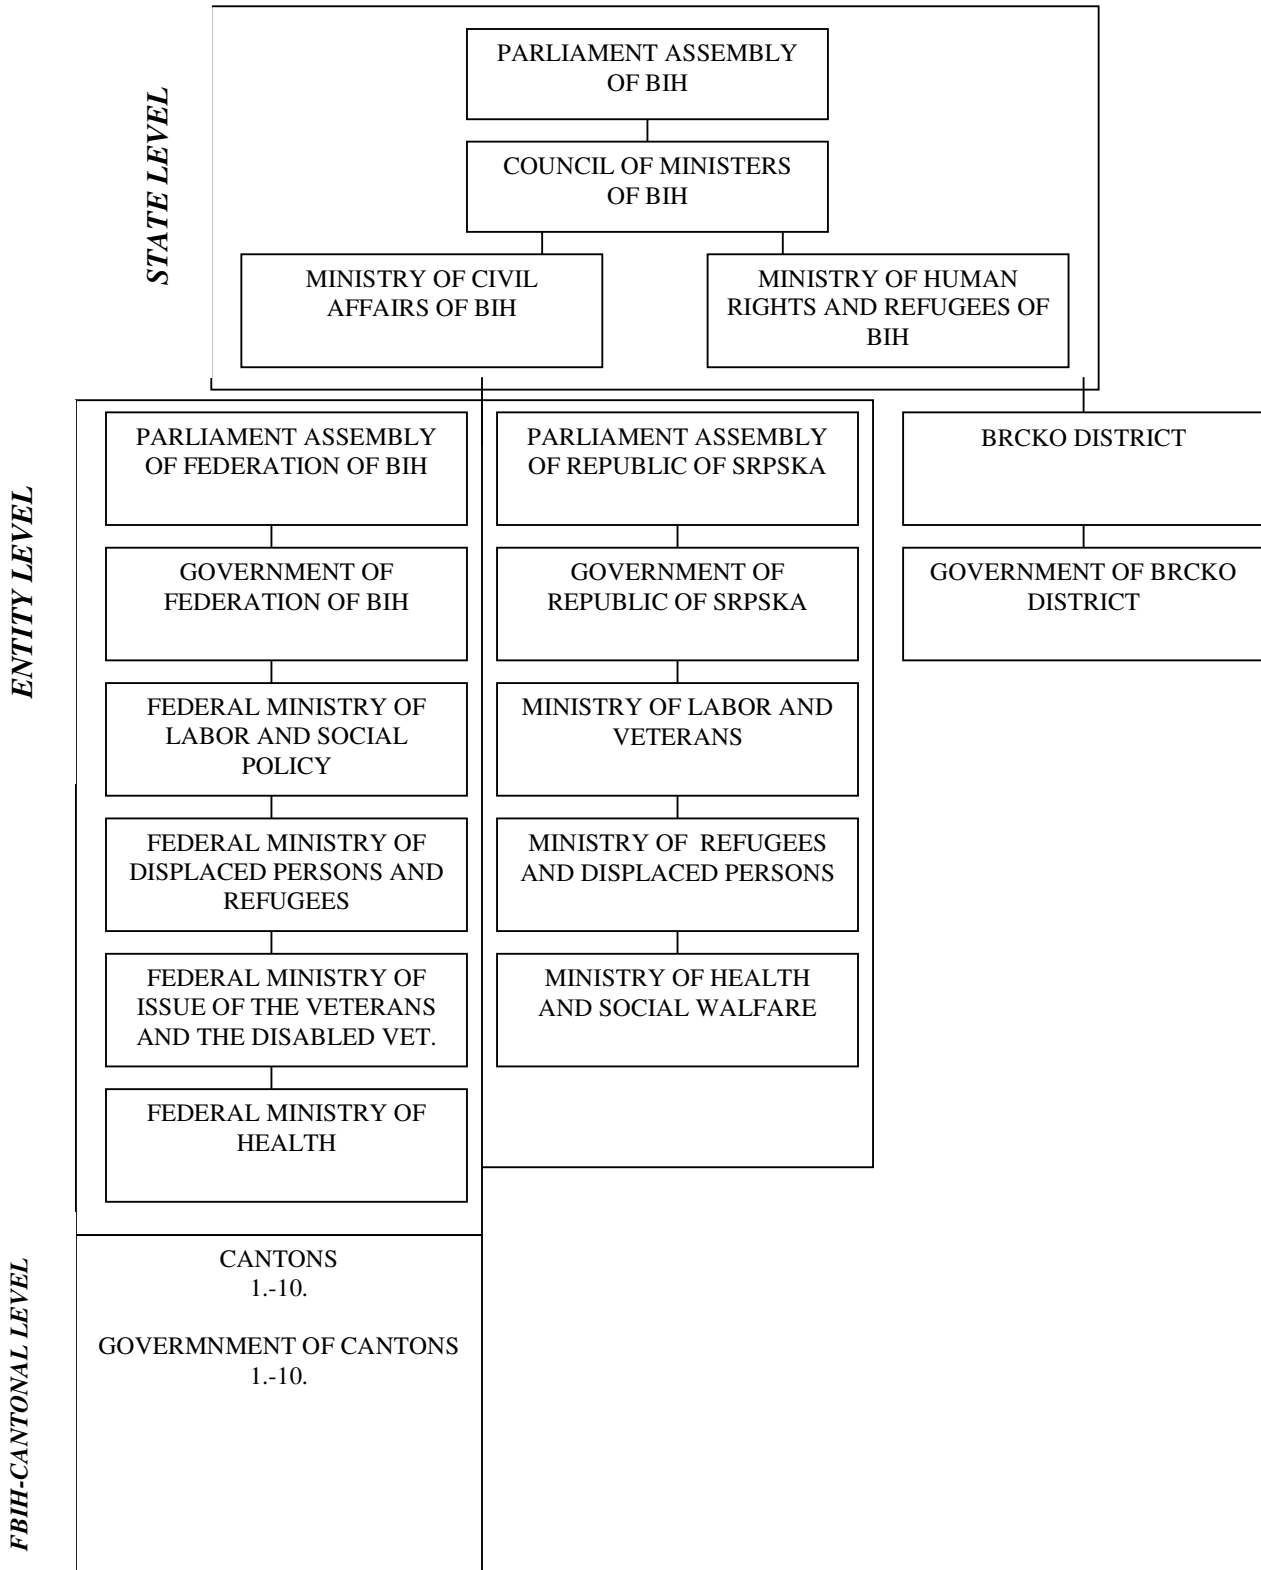 STATE LEVEL
PARLIAMENT ASSEMBLY
OF BIH
COUNCIL OF MINISTERS
OF BIH
MINISTRY OF CIVIL
AFFAIRS OF BIH
MINISTRY OF HUMAN
RIGHTS AND REFUGEES OF
BIH
ENTITY LEVEL
PARLIAMENT ASSEMBLY
OF FEDERATION OF BIH
GOVERNMENT OF
FEDERATION OF BIH
FEDERAL MINISTRY OF
LABOR AND SOCIAL
POLICY
FEDERAL MINISTRY OF
DISPLACED PERSONS AND
REFUGEES
FEDERAL MINISTRY OF
ISSUE OF THE VETERANS
AND THE DISABLED VET.
FEDERAL MINISTRY OF
HEALTH
PARLIAMENT ASSEMBLY
OF REPUBLIC OF SRPSKA
GOVERNMENT OF
REPUBLIC OF SRPSKA
MINISTRY OF LABOR AND
VETERANS
MINISTRY OF  REFUGEES
AND DISPLACED PERSONS
MINISTRY OF HEALTH
AND SOCIAL WALFARE
BRCKO DISTRICT
GOVERNMENT OF BRCKO
DISTRICT
FBIH-CANTONAL LEVEL
CANTONS
1.-10.
GOVERMNMENT OF CANTONS
1.-10.